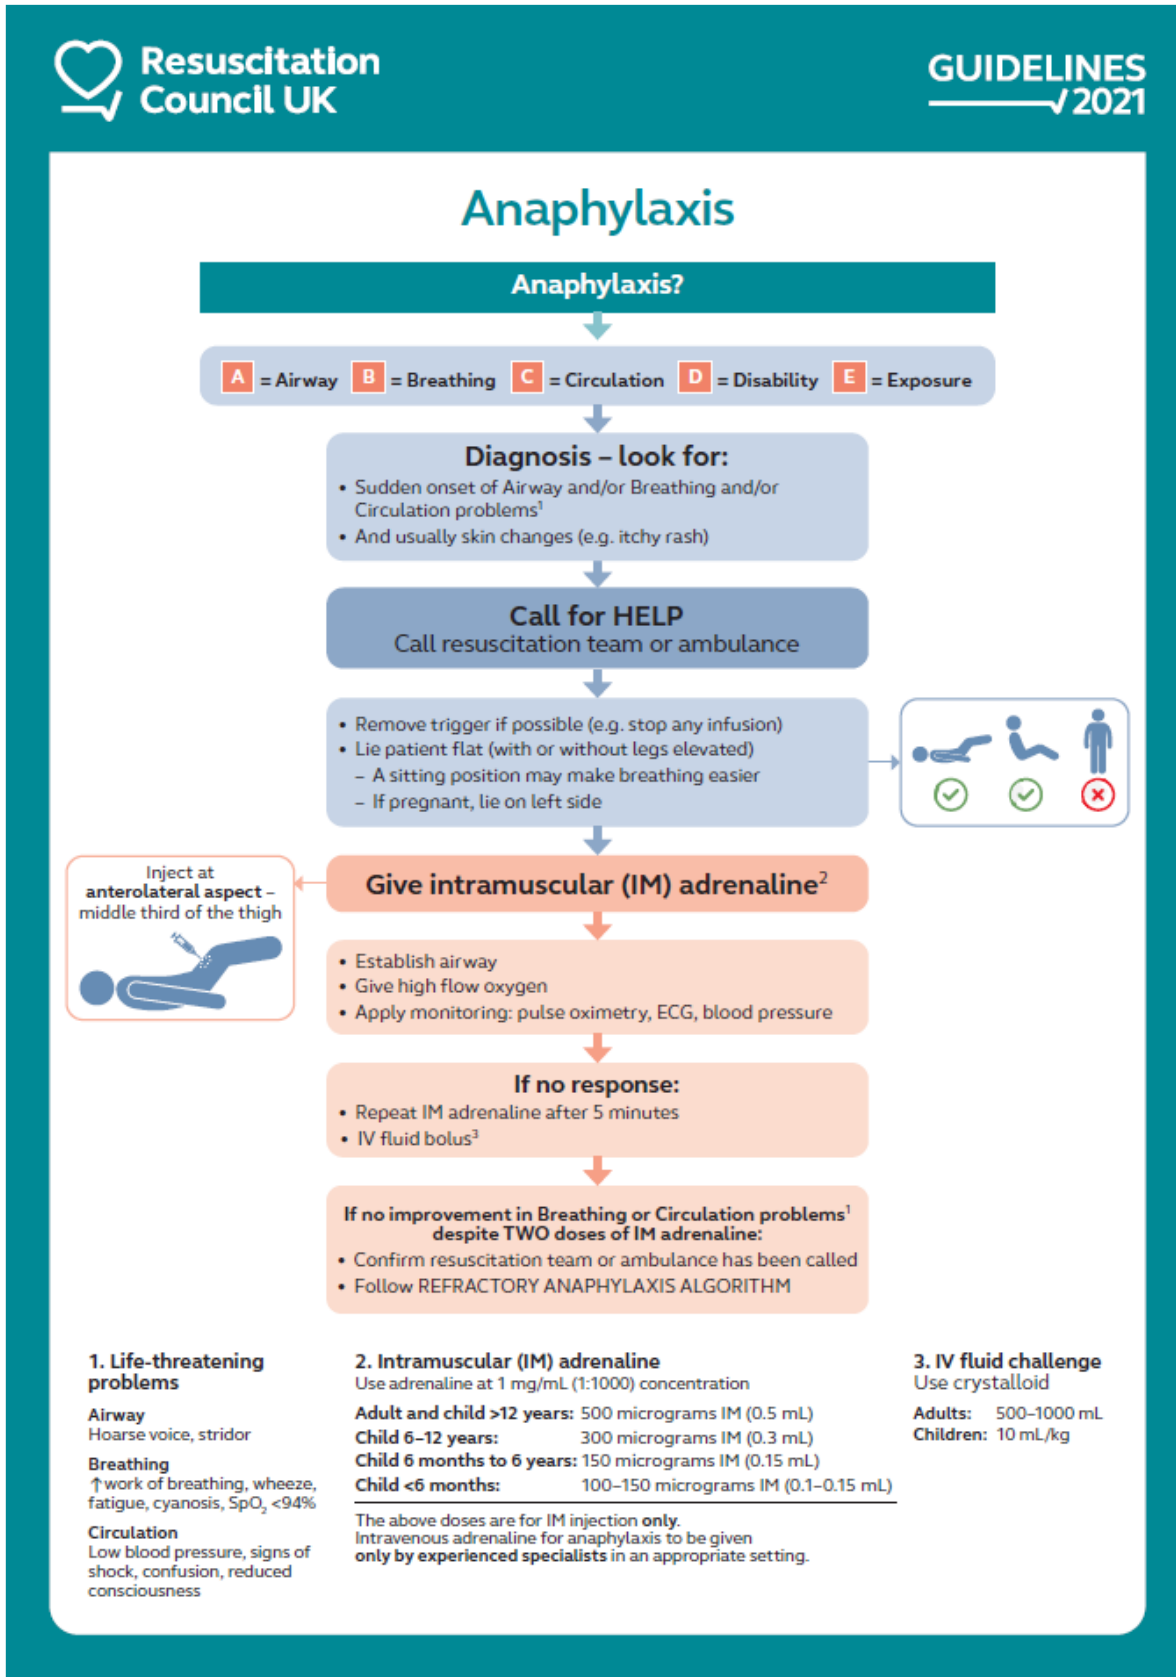 Resuscitation
Council UK
GUIDELINES
2021
Anaphylaxis
Anaphylaxis?
A = Airway B = Breathing C = Circulation D = Disability E = Exposure
Diagnosis – look for:
• Sudden onset of Airway and/or Breathing and/or
Circulation problems¹
• And usually skin changes (e.g. itchy rash)
Call for HELP
Call resuscitation team or ambulance
• Remove trigger if possible (e.g. stop any infusion)
• Lie patient flat (with or without legs elevated)
– A sitting position may make breathing easier
– If pregnant, lie on left side
Inject at
anterolateral aspect –
middle third of the thigh
Give intramuscular (IM) adrenaline²
• Establish airway
• Give high flow oxygen
• Apply monitoring: pulse oximetry, ECG, blood pressure
If no response:
• Repeat IM adrenaline after 5 minutes
• IV fluid bolus³
If no improvement in Breathing or Circulation problems¹
despite TWO doses of IM adrenaline:
• Confirm resuscitation team or ambulance has been called
• Follow REFRACTORY ANAPHYLAXIS ALGORITHM
1. Life-threatening
problems
Airway
Hoarse voice, stridor
Breathing
↑work of breathing, wheeze,
fatigue, cyanosis, SpO₂ <94%
Circulation
Low blood pressure, signs of
shock, confusion, reduced
consciousness
2. Intramuscular (IM) adrenaline
Use adrenaline at 1 mg/mL (1:1000) concentration
Adult and child >12 years: 500 micrograms IM (0.5 mL)
Child 6–12 years: 300 micrograms IM (0.3 mL)
Child 6 months to 6 years: 150 micrograms IM (0.15 mL)
Child <6 months: 100–150 micrograms IM (0.1–0.15 mL)
The above doses are for IM injection only.
Intravenous adrenaline for anaphylaxis to be given
only by experienced specialists in an appropriate setting.
3. IV fluid challenge
Use crystalloid
Adults: 500–1000 mL
Children: 10 mL/kg